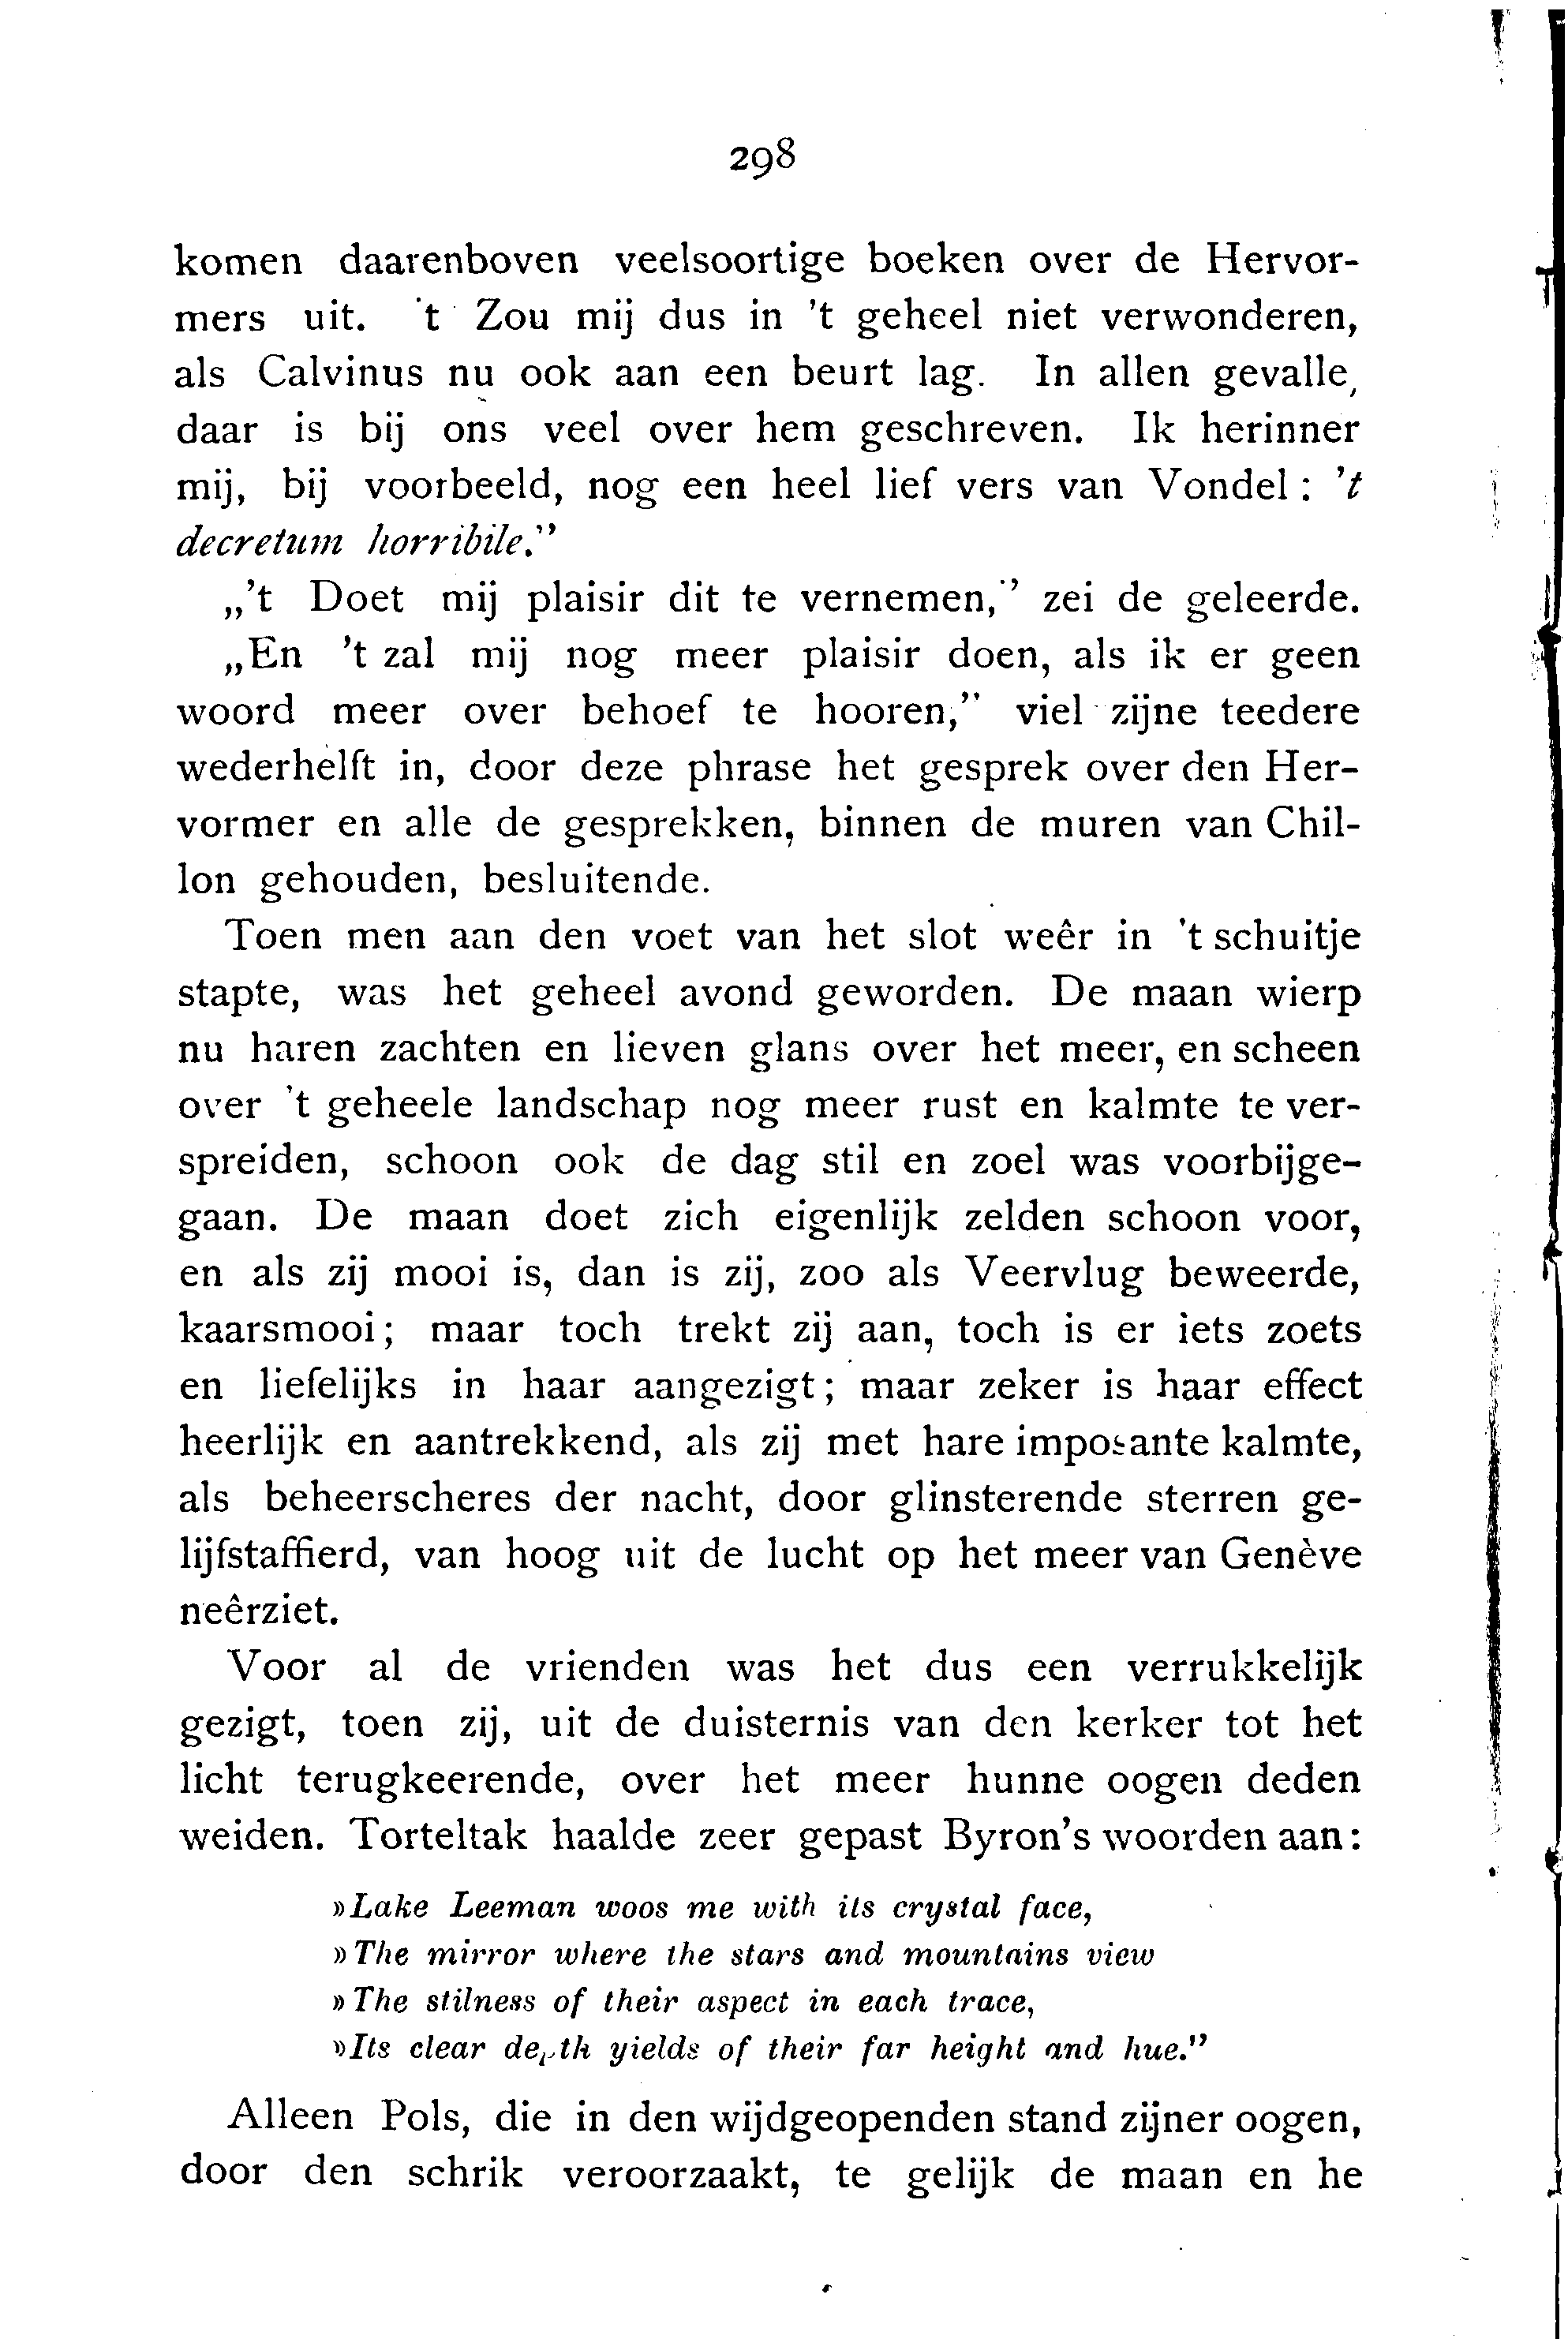 298
komen daarenboven veelsoortige boeken over de Hervor-
mers uit. 't Zou mij dus in 't geheel niet verwonderen,
als Calvinus nu ook aan een beurt lag. In allen gevalle,
daar is bij ons veel over hem geschreven. Ik herinner
mij, bij voorbeeld, nog een heel lief vers van Vondel : 't
decretum horribile."
„'t Doet mij plaisir dit te vernemen," zei de geleerde.
„En 't zal mij nog meer plaisir doen, als ik er geen
woord meer over behoef te hooren," viel zijne teedere
wederhelft in, door deze phrase het gesprek over den Her-
vormer en alle de gesprekken, binnen de muren van Chil-
lon gehouden, besluitende.
Toen men aan den voet van het slot weêr in 't schuitje
stapte, was het geheel avond geworden. De maan wierp
nu haren zachten en lieven glans over het meer, en scheen
over 't geheele landschap nog meer rust en kalmte te ver-
spreiden, schoon ook de dag stil en zoel was voorbijge-
gaan. De maan doet zich eigenlijk zelden schoon voor,
en als zij mooi is, dan is zij, zoo als Veervlug beweerde,
kaarsmooi; maar toch trekt zij aan, toch is er iets zoets
en liefelijks in haar aangezigt; maar zeker is haar effect
heerlijk en aantrekkend, als zij met hare imposante kalmte,
als beheerscheres der nacht, door glinsterende sterren ge-
lijfstaffierd, van hoog uit de lucht op het meer van Genève
neêrziet.
Voor al de vrienden was het dus een verrukkelijk
gezigt, toen zij, uit de duisternis van den kerker tot het
licht terugkeerende, over het meer hunne oogen deden
weiden. Torteltak haalde zeer gepast Byron's woorden aan:
»Lake Leeman woos me with its crystal face,
»The mirror where the stars and mountains view
»The stilness of their aspect in each trace,
»Its clear depth yields of their far height and hue."
Alleen Pols, die in den wijdgeopenden stand zijner oogen,
door den schrik veroorzaakt, te gelijk de maan en he